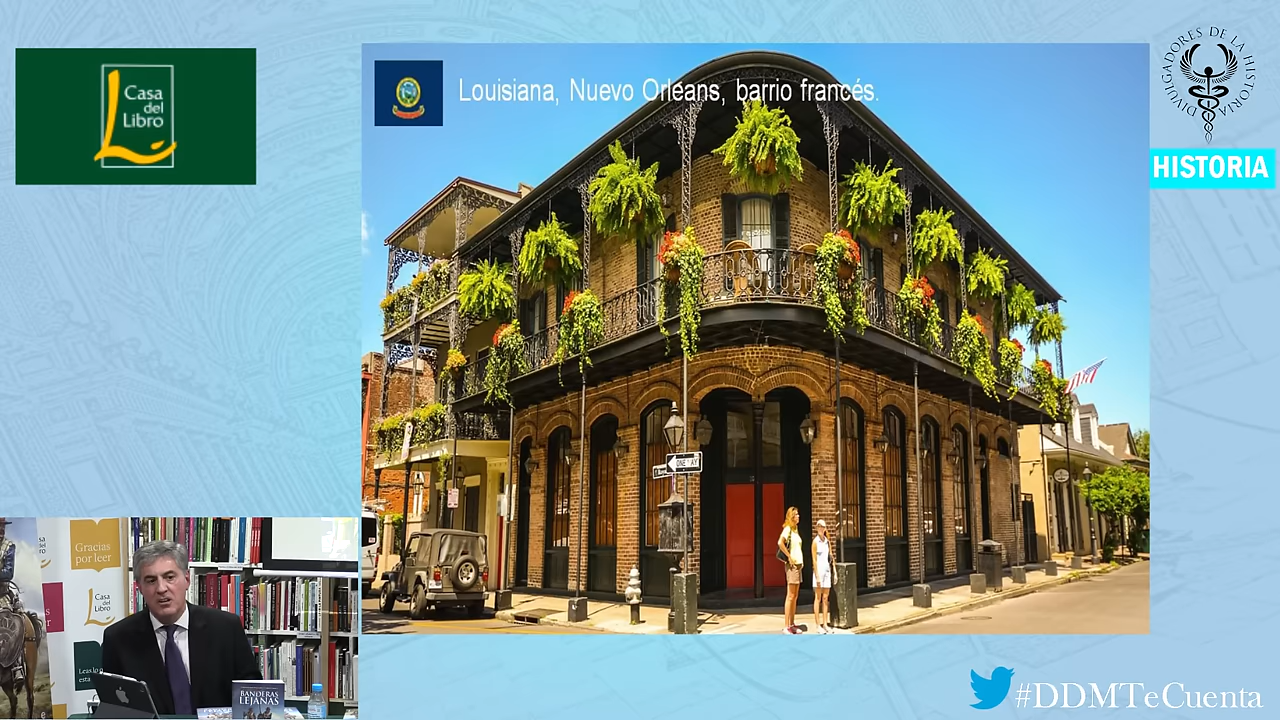 Casa
del
Libro
Louisiana, Nuevo Orléans, barrio francés.
DIVULGADORES DE LA HISTORIA
HISTORIA
ONE WAY
Gracias
por leer
Casa
del
Libro
BANDERAS
LEJANAS
#DDMTeCuenta